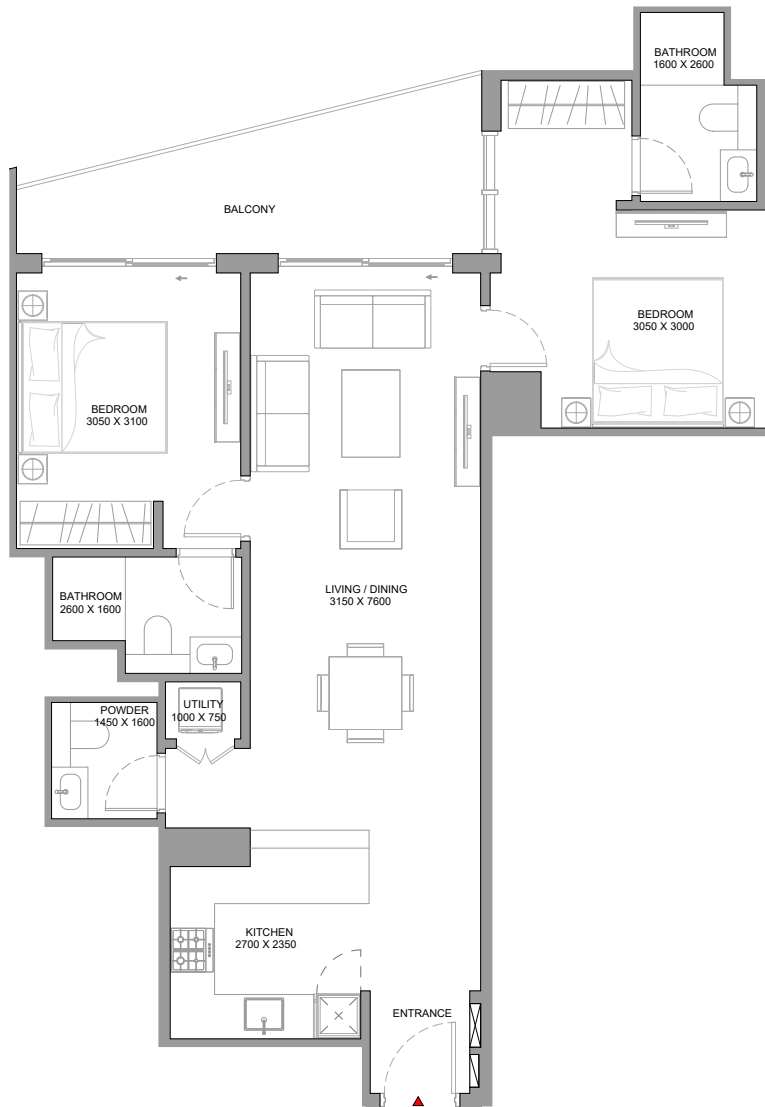 BATHROOM
1600 X 2600
BALCONY
BEDROOM
3050 X 3000
BEDROOM
3050 X 3100
BATHROOM
2600 X 1600
LIVING / DINING
3150 X 7600
POWDER
1450 X 1600
UTILITY
1000 X 750
KITCHEN
2700 X 2350
ENTRANCE